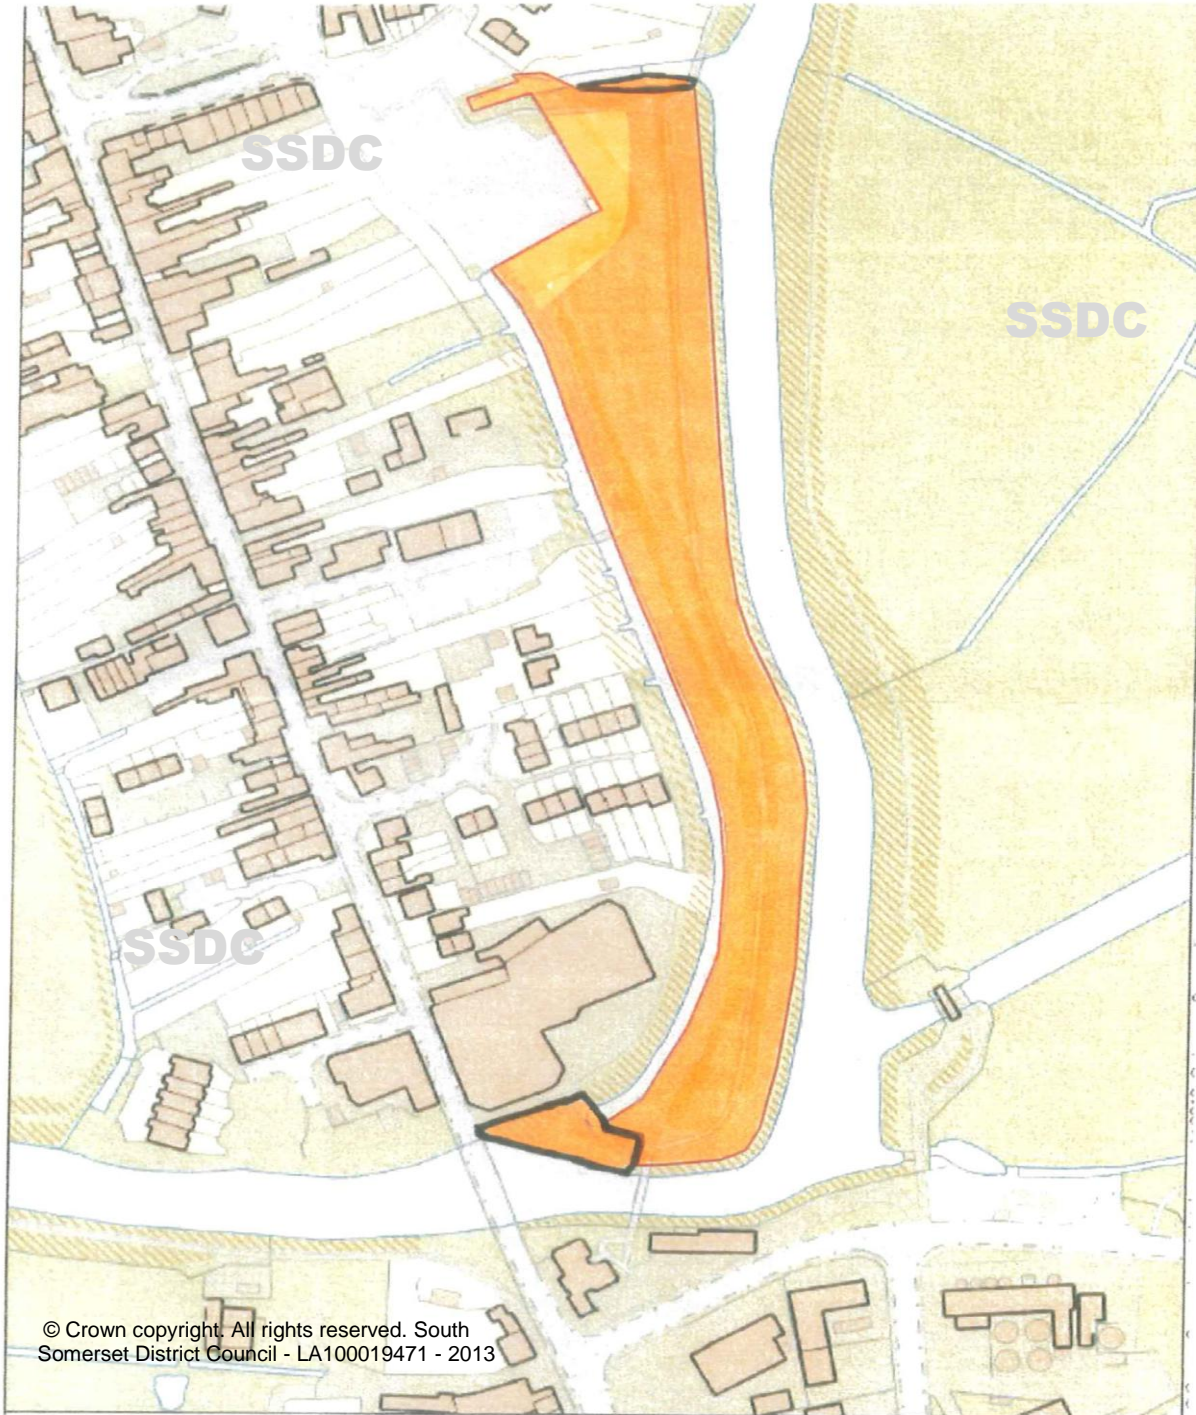 SSDC
SSDC
SSDC
© Crown copyright. All rights reserved. South
Somerset District Council - LA100019471 - 2013